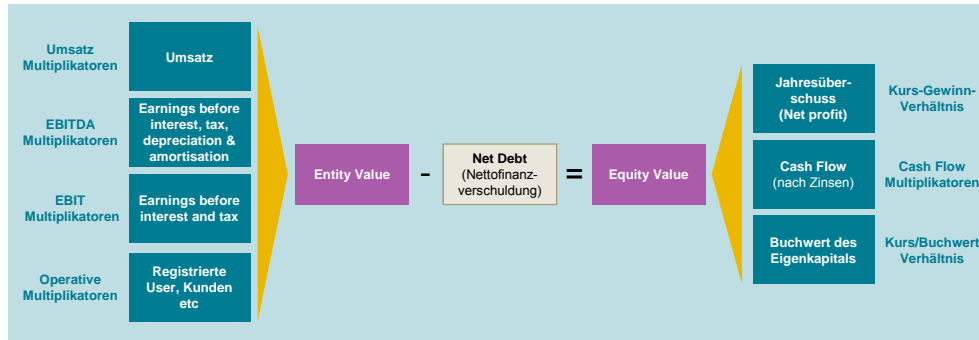 Umsatz
Multiplikatoren
Umsatz
EBITDA
Multiplikatoren
Earnings before
interest, tax,
depreciation &
amortisation
EBIT
Multiplikatoren
Earnings before
interest and tax
Operative
Multiplikatoren
Registrierte
User, Kunden
etc
Entity Value
-
Net Debt
(Nettofinanz-
verschuldung)
=
Equity Value
Jahresüber-
schuss
(Net profit)
Kurs-Gewinn-
Verhältnis
Cash Flow
(nach Zinsen)
Cash Flow
Multiplikatoren
Buchwert des
Eigenkapitals
Kurs/Buchwert
Verhältnis